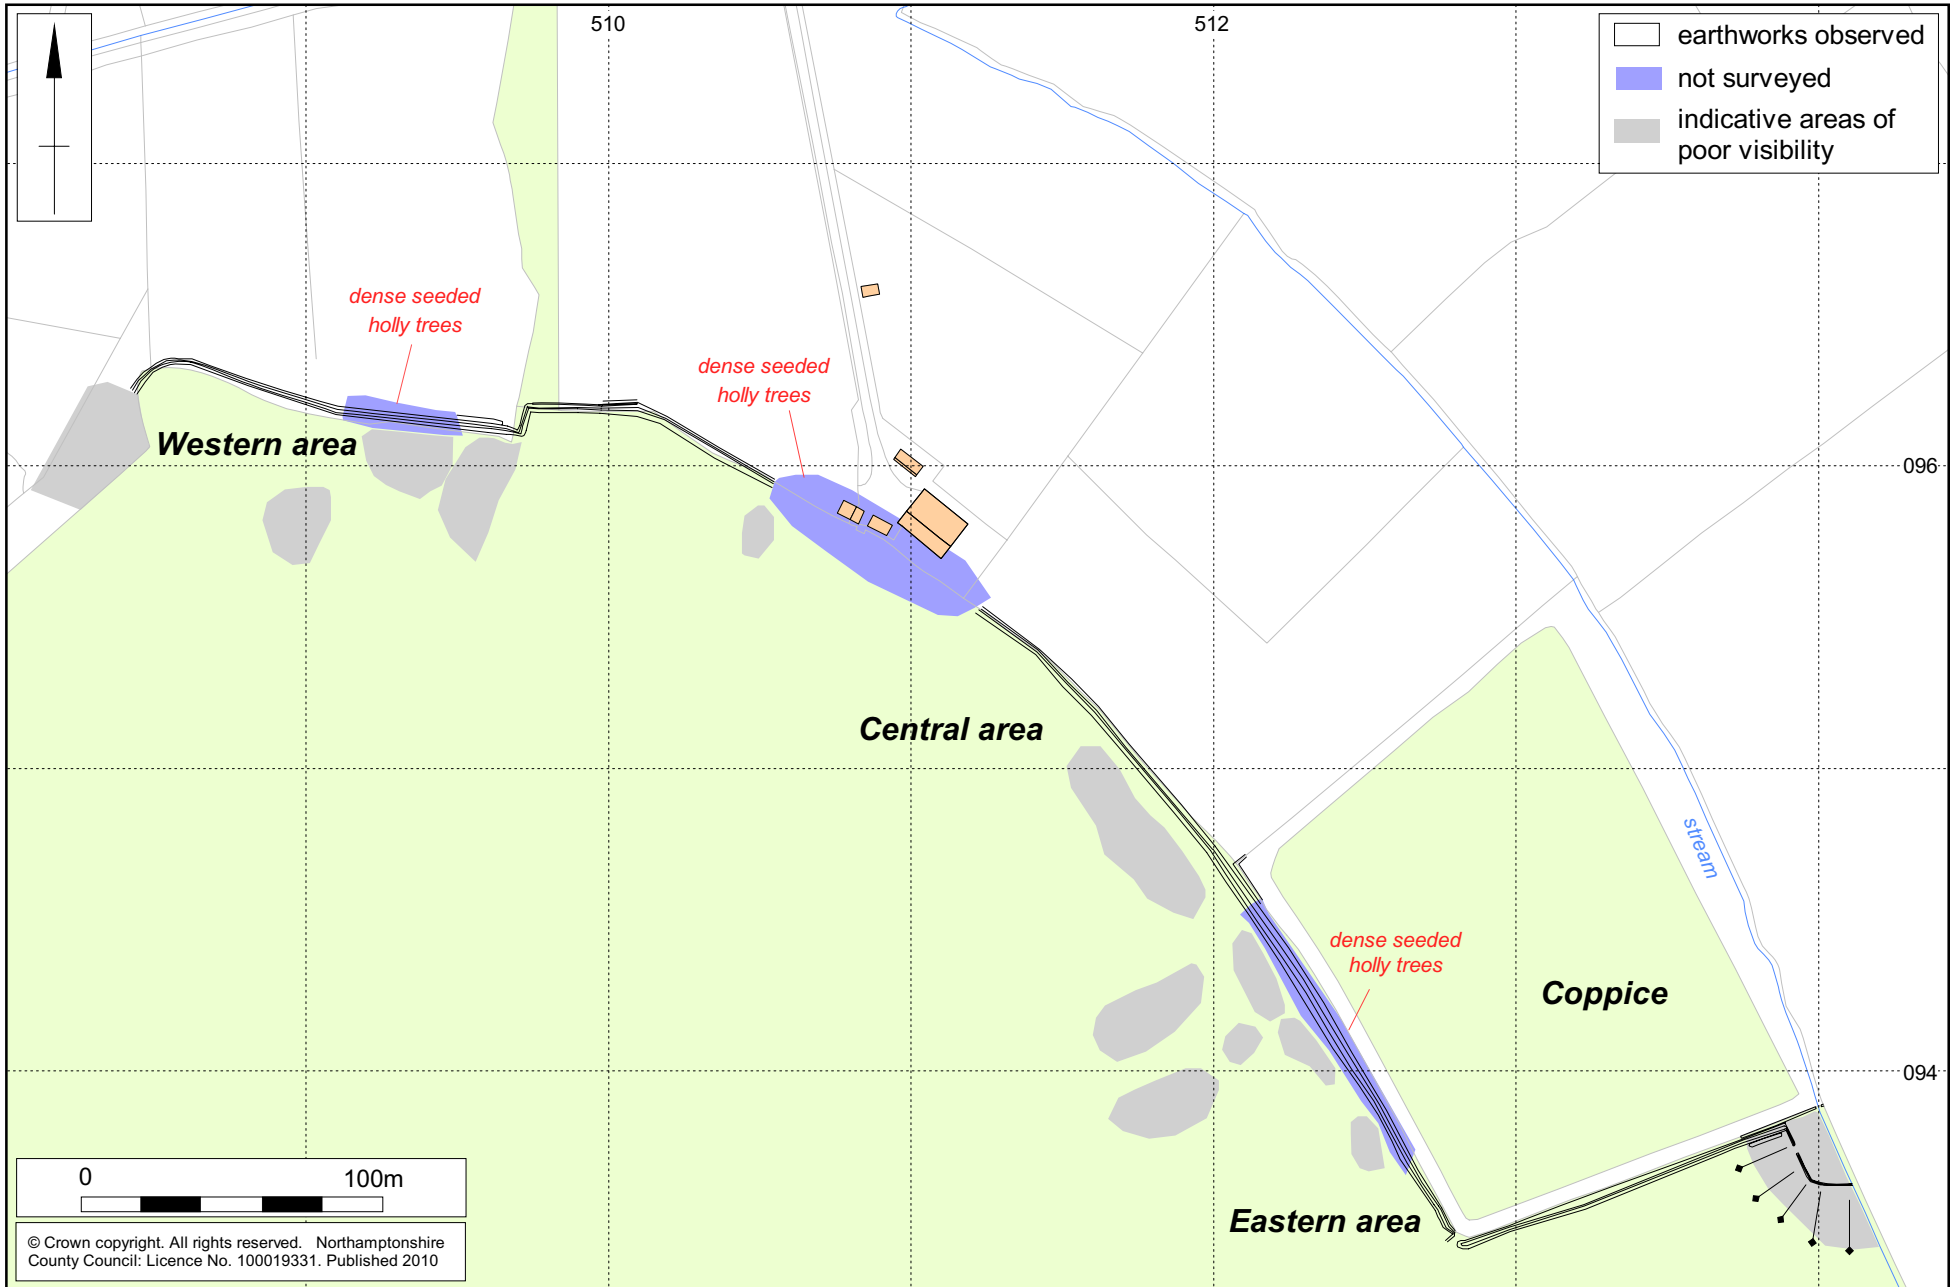 510
512
earthworks observed
not surveyed
indicative areas of
poor visibility
dense seeded
holly trees
dense seeded
holly trees
Western area
096
Central area
stream
dense seeded
holly trees
Coppice
094
Eastern area
0
100m
© Crown copyright. All rights reserved. Northamptonshire
County Council: Licence No. 100019331. Published 2010